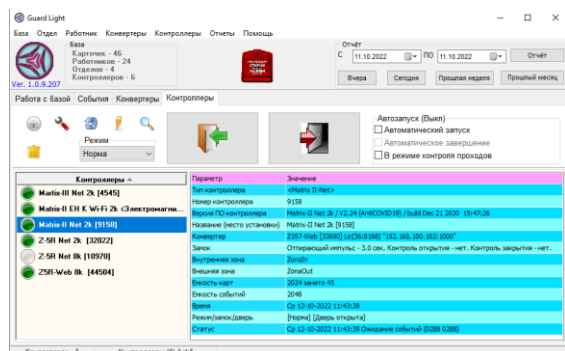 Guard Light
База Отдел Работник Конвертеры Контроллеры Отчеты Помощь
База
Карточек - 46
Работников - 24
Отделов - 4
Контроллеров - 6
Ver. 1.0.9.207
Отчёт
С 11.10.2022 ПО 11.10.2022 Отчёт
Вчера Сегодня Прошлая неделя Прошлый месяц
Работа с базой События Конвертеры Контроллеры
Режим
Норма
Автозапуск (Выкл)
Автоматический запуск
Автоматическое завершение
В режиме контроля проходов
Контроллеры
Matrix-III Net 2k [4545]
Matrix-II EH K Wi-Fi 2k <Электромагни...
Matrix-II Net 2k [9158]
Z-5R Net 2k [32022]
Z-5R Net 8k [10970]
Z5R-Web 8k [44504]
Параметр Значение
Тип контроллера <Matrix II-Net>
Номер контроллера 9158
Версия ПО контроллера Matrix-II Net 2k / V2.24 (AntiCOVID19) / build Dec 21 2020 15:47:26
Название (место установки) Matrix-II Net 2k [9158]
Конвертер Z397-Web [33690] Lic[36:8168] "192.168.100.102:1000"
Замок Отпирающий импульс - 3.0 сек. Контроль открытия - нет. Контроль закрытия - нет.
Внутренняя зона ZonaIn
Внешняя зона ZonaOut
Емкость карт 2024 занято 45
Емкость событий 2048
Время Ср 12-10-2022 11:43:38
Режим/замок/дверь [Норма] [Дверь открыта]
Статус Ср 12-10-2022 11:43:39 Ожидание событий (0288 0288)